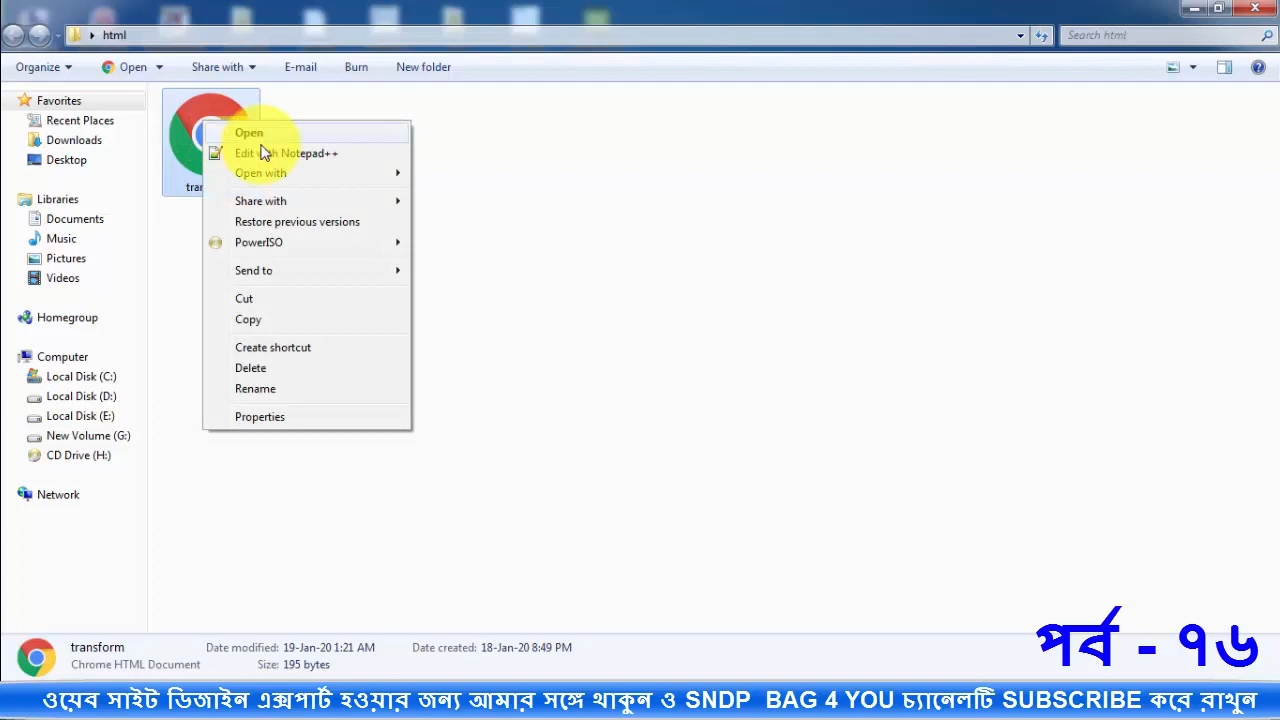 html
Search html
Organize
Open
Share with
E-mail
Burn
New folder
Favorites
Recent Places
Downloads
Desktop
Libraries
Documents
Music
Pictures
Videos
Homegroup
Computer
Local Disk (C:)
Local Disk (D:)
Local Disk (E:)
New Volume (G:)
CD Drive (H:)
Network
Open
Edit with Notepad++
Open with
Share with
Restore previous versions
PowerISO
Send to
Cut
Copy
Create shortcut
Delete
Rename
Properties
transform Date modified: 19-Jan-20 1:21 AM Date created: 18-Jan-20 8:49 PM
Chrome HTML Document Size: 195 bytes
পর্ব - ৭৬
ওয়েব সাইট ডিজাইন এক্সপার্ট হওয়ার জন্য আমার সঙ্গে থাকুন ও SNDP BAG 4 YOU চ্যানেলটি SUBSCRIBE করে রাখুন